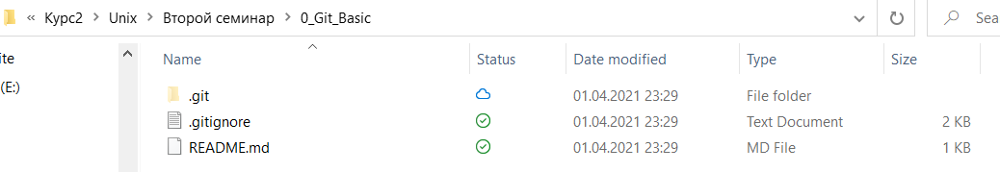 « Курс2 > Unix > Второй семинар > 0_Git_Basic
Sea
ite
(E:)
Name Status Date modified Type Size
.git 01.04.2021 23:29 File folder
.gitignore 01.04.2021 23:29 Text Document 2 KB
README.md 01.04.2021 23:29 MD File 1 KB